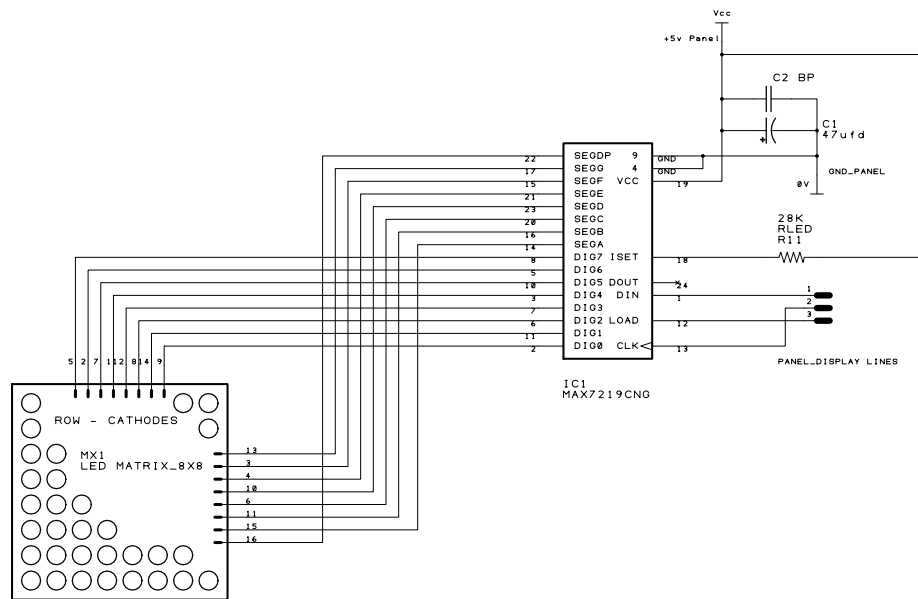 Vcc
+5v Panel
C2 BP
C1
47ufd
GND_PANEL
0V
22 SEGDP 9 GND
17 SEGG 4 GND
15 SEGF VCC 19
21 SEGE
23 SEGD
20 SEGC
16 SEGB
14 SEGA
8 DIG7 ISET 18
5 DIG6
10 DIG5 DOUT 24
3 DIG4 DIN 1
7 DIG3
6 DIG2 LOAD 12
11 DIG1
2 DIG0 CLK 13
28K
RLED
R11
1
2
3
PANEL_DISPLAY LINES
IC1
MAX7219CNG
5 2 7 1 12 8 14 9
ROW - CATHODES
MX1
LED MATRIX_8X8
13
3
4
10
6
11
15
16